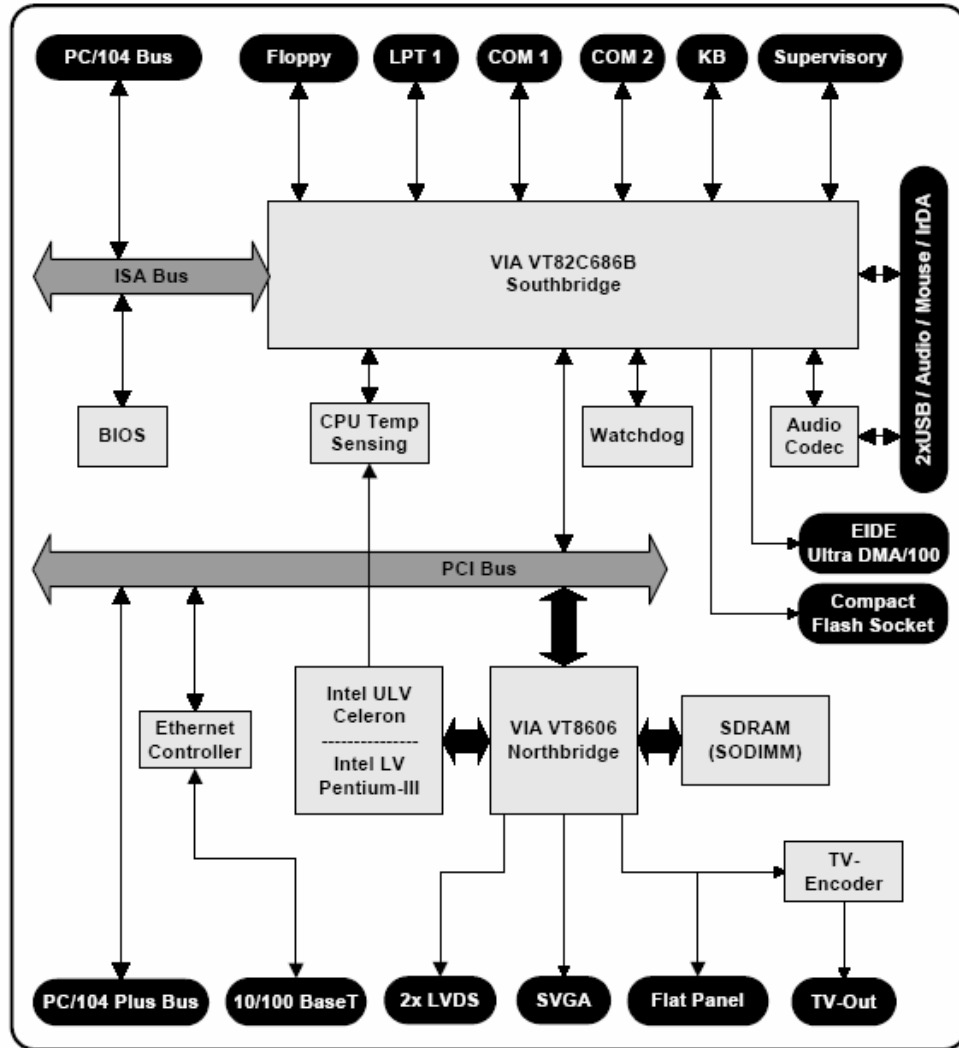 PC/104 Bus
Floppy
LPT 1
COM 1
COM 2
KB
Supervisory
2xUSB / Audio / Mouse / IrDA
VIA VT82C686B
Southbridge
ISA Bus
BIOS
CPU Temp
Sensing
Watchdog
Audio
Codec
EIDE
Ultra DMA/100
PCI Bus
Compact
Flash Socket
Intel ULV
Celeron
---------------
Intel LV
Pentium-III
VIA VT8606
Northbridge
SDRAM
(SODIMM)
Ethernet
Controller
TV-
Encoder
PC/104 Plus Bus
10/100 BaseT
2x LVDS
SVGA
Flat Panel
TV-Out